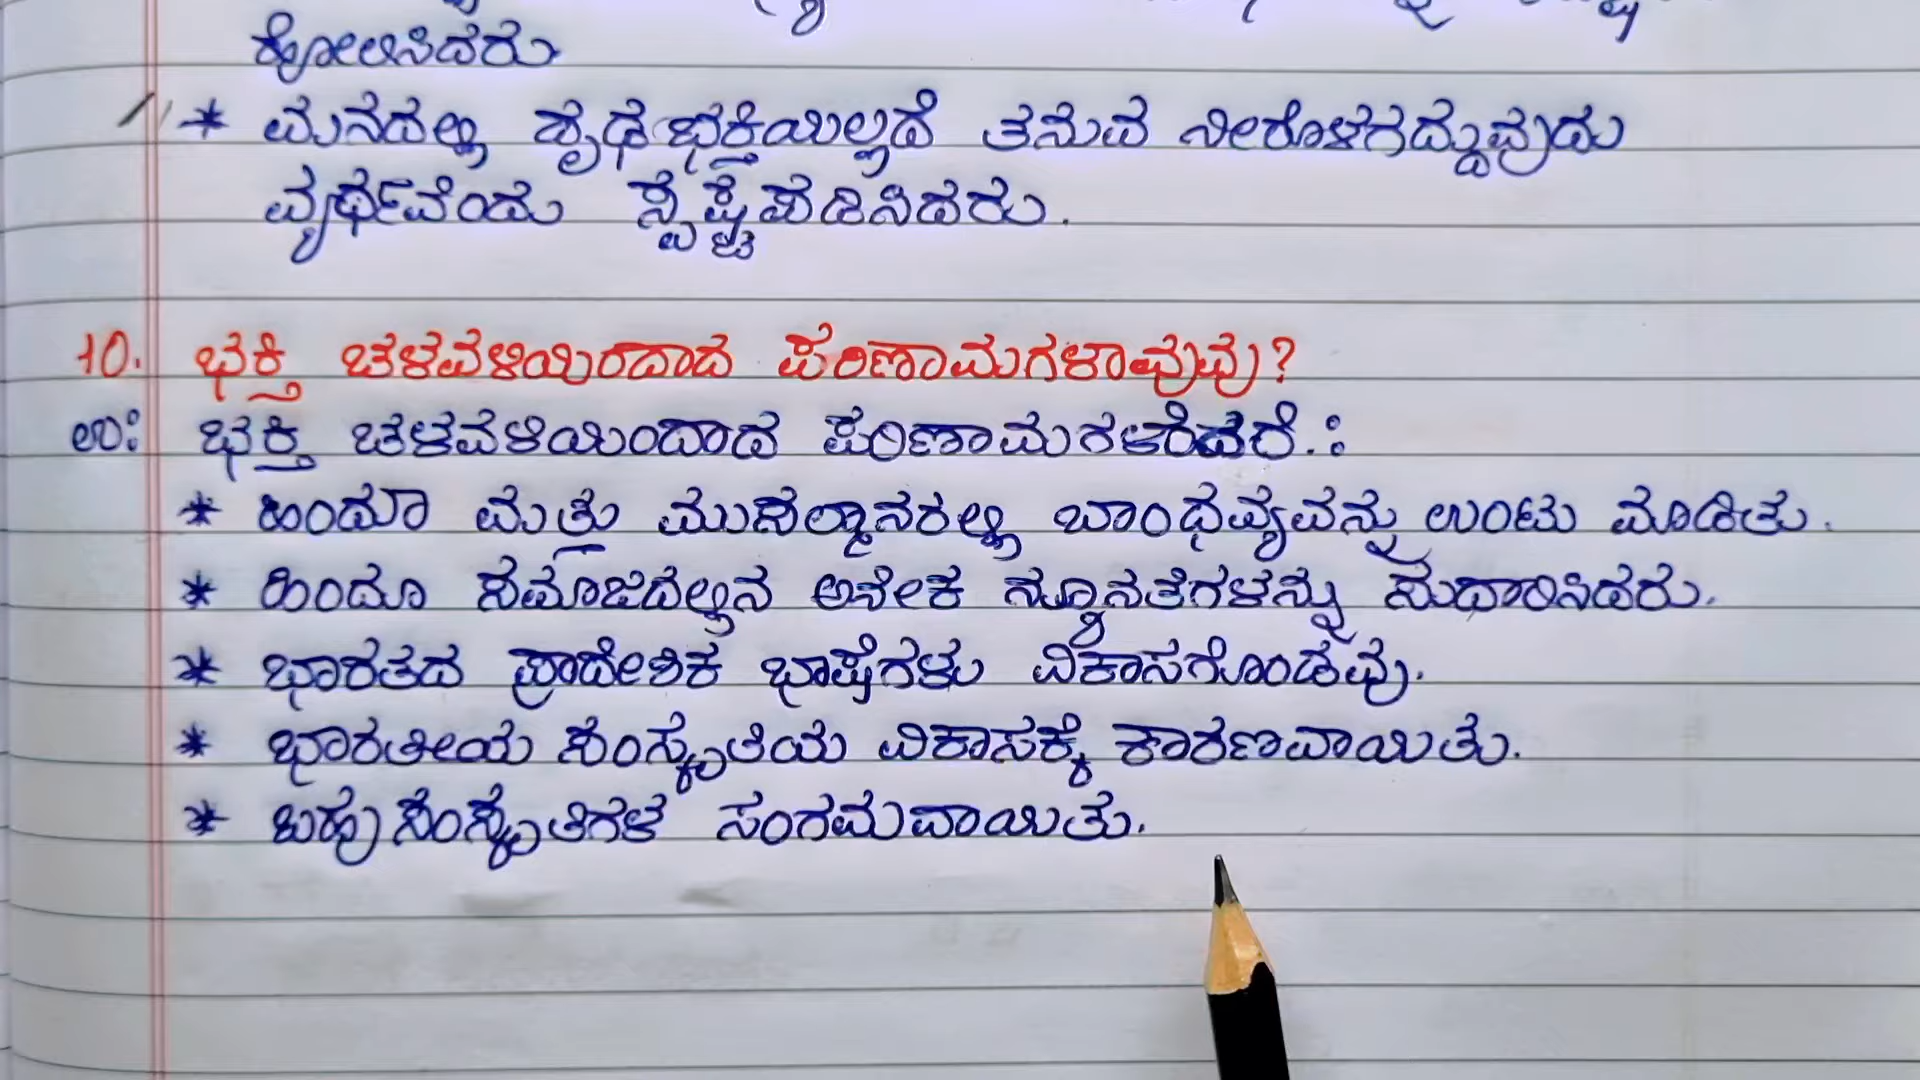 ಹೋಲಿಸಿದರು
* ಮನದಲ್ಲಿ ದೃಢಭಕ್ತಿಯಿಲ್ಲದೆ ತನುವ ನೀರೊಳಗದ್ದುವುದು
ವ್ಯರ್ಥವೆಂದು ಸ್ಪಷ್ಟಪಡಿಸಿದರು.
10. ಭಕ್ತಿ ಚಳವಳಿಯಿಂದಾದ ಪರಿಣಾಮಗಳಾವುವು?
ಉ: ಭಕ್ತಿ ಚಳವಳಿಯಿಂದಾದ ಪರಿಣಾಮಗಳೆಂದರೆ.:
* ಹಿಂದೂ ಮತ್ತು ಮುಸಲ್ಮಾನರಲ್ಲಿ ಬಾಂಧವ್ಯವನ್ನು ಉಂಟು ಮಾಡಿತು.
* ಹಿಂದೂ ಸಮಾಜದಲ್ಲಿನ ಅನೇಕ ನ್ಯೂನತೆಗಳನ್ನು ಸುಧಾರಿಸಿದರು.
* ಭಾರತದ ಪ್ರಾದೇಶಿಕ ಭಾಷೆಗಳು ವಿಕಾಸಗೊಂಡವು.
* ಭಾರತೀಯ ಸಂಸ್ಕೃತಿಯ ವಿಕಾಸಕ್ಕೆ ಕಾರಣವಾಯಿತು.
* ಬಹು ಸಂಸ್ಕೃತಿಗಳ ಸಂಗಮವಾಯಿತು.